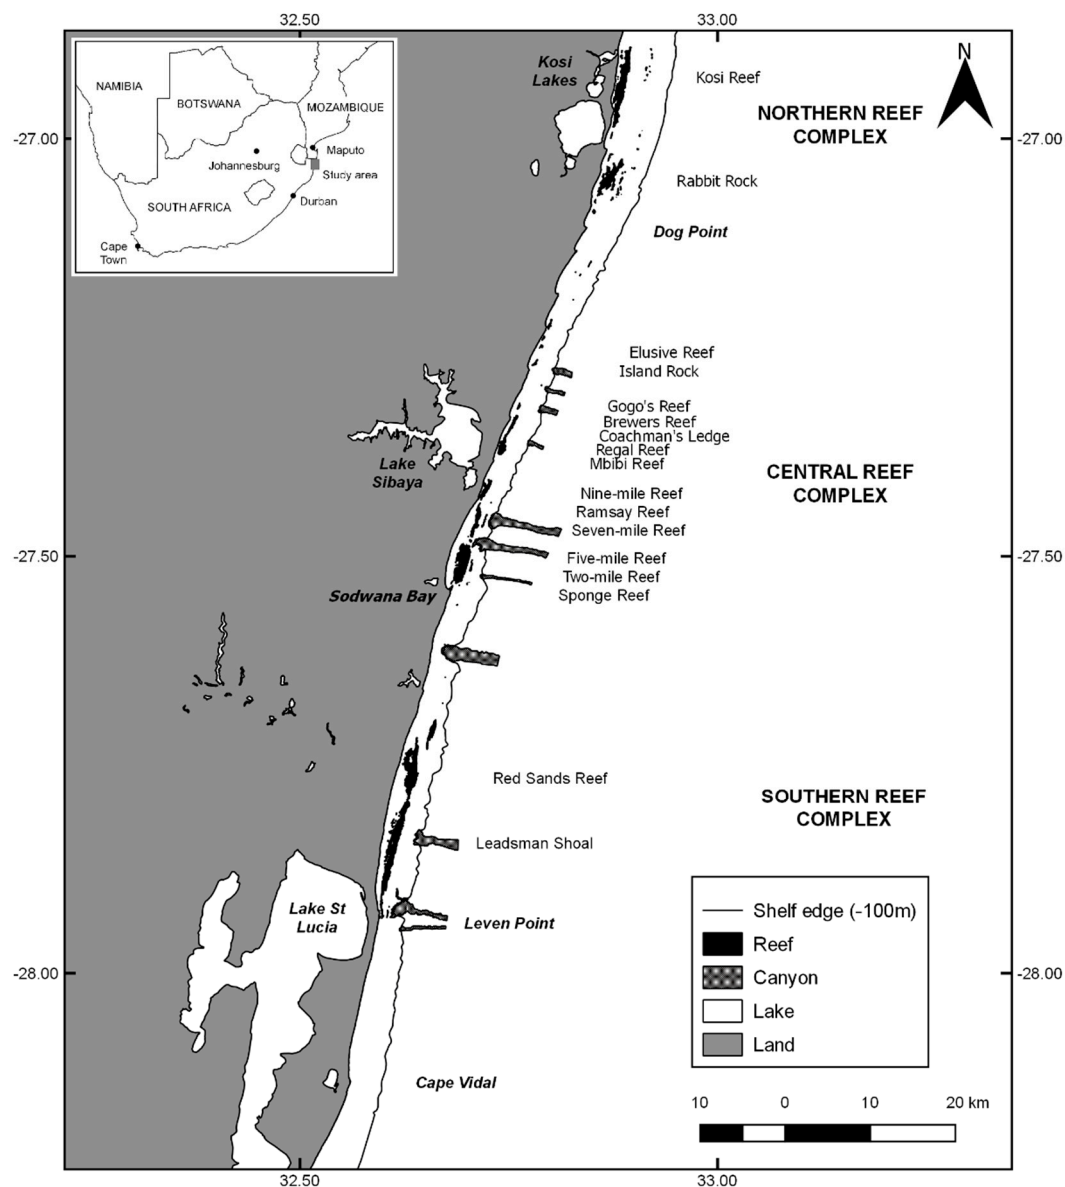 32.50
33.00
NAMIBIA
BOTSWANA
MOZAMBIQUE
Maputo
Johannesburg
Study area
SOUTH AFRICA
Durban
Cape
Town
Kosi
Lakes
Kosi Reef
N
NORTHERN REEF
COMPLEX
-27.00
-27.00
Rabbit Rock
Dog Point
Elusive Reef
Island Rock
Gogo's Reef
Brewers Reef
Coachman's Ledge
Regal Reef
Mbibi Reef
Lake
Sibaya
CENTRAL REEF
COMPLEX
Nine-mile Reef
Ramsay Reef
Seven-mile Reef
-27.50
-27.50
Five-mile Reef
Two-mile Reef
Sponge Reef
Sodwana Bay
Red Sands Reef
SOUTHERN REEF
COMPLEX
Leadsman Shoal
Lake St
Lucia
Leven Point
Shelf edge (-100m)
Reef
Canyon
Lake
Land
-28.00
-28.00
Cape Vidal
10 0 10 20 km
32.50
33.00